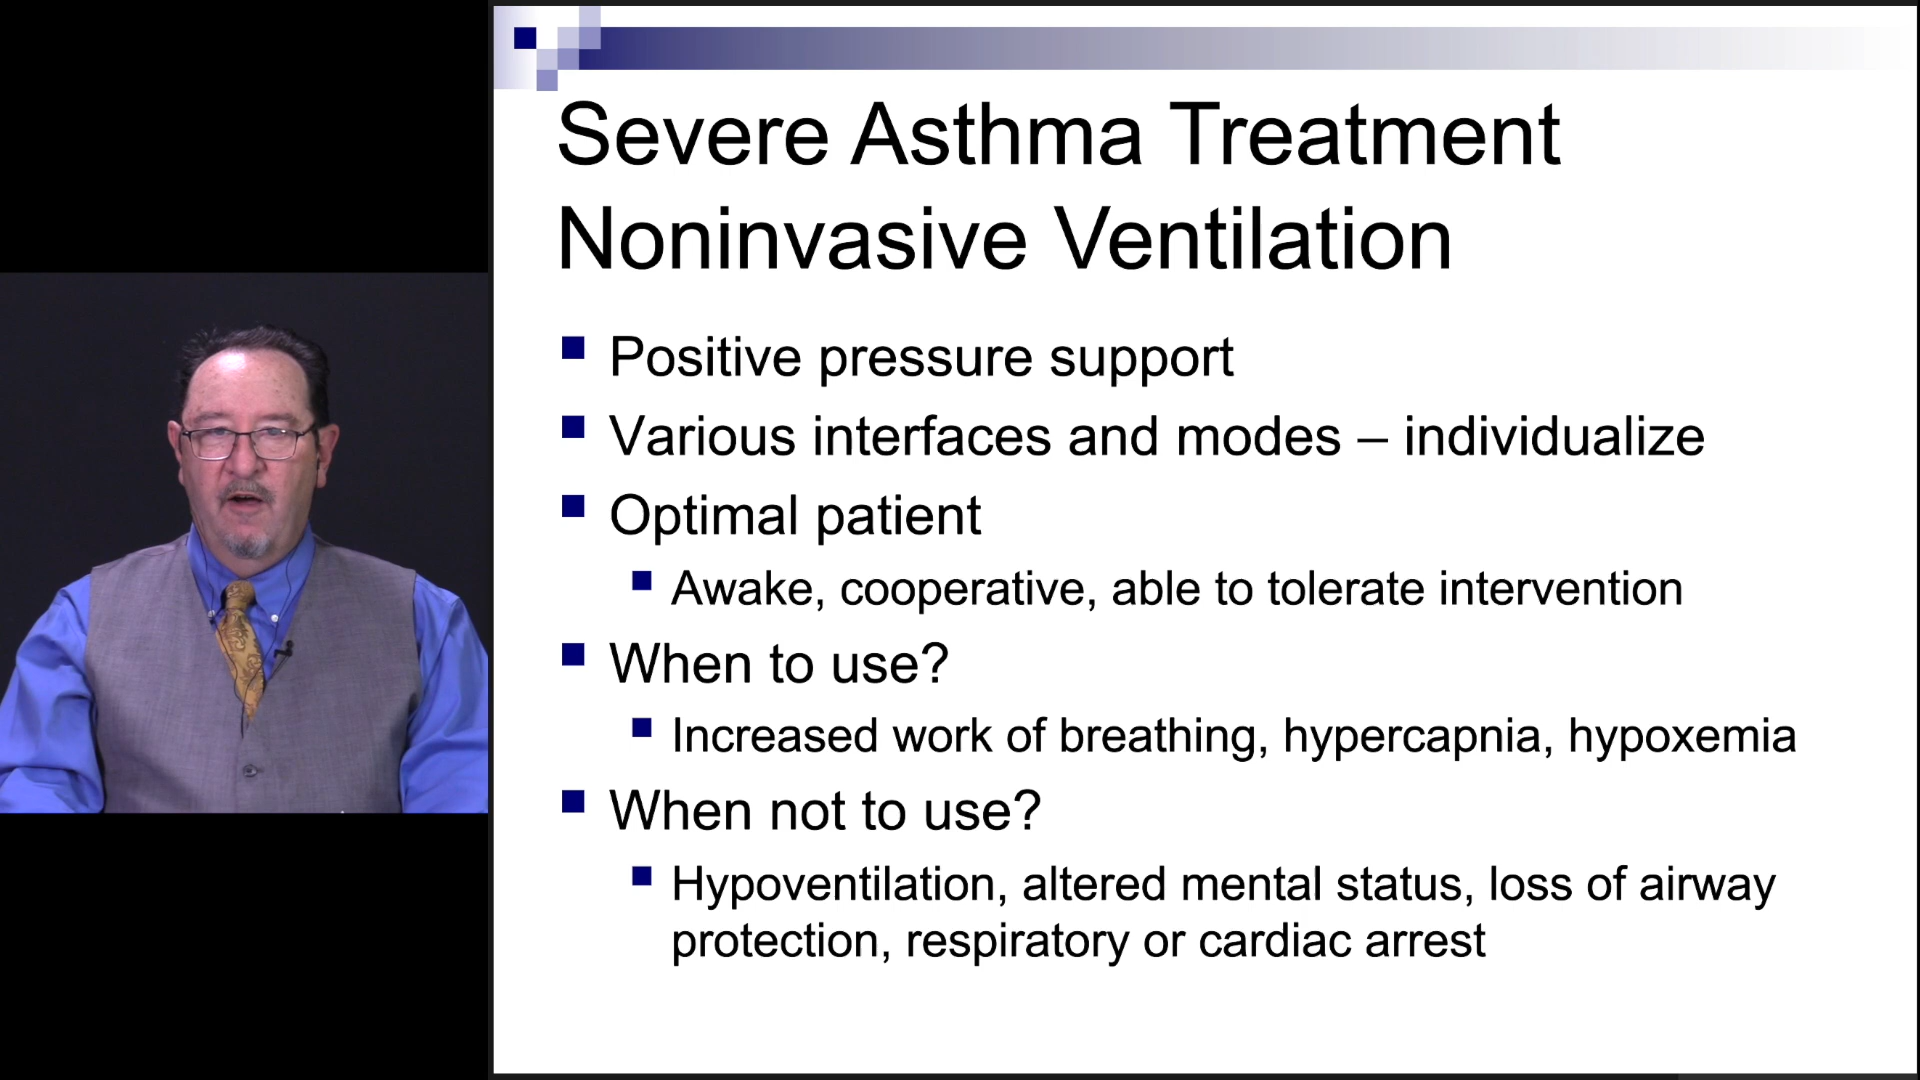 Severe Asthma Treatment
Noninvasive Ventilation
Positive pressure support
Various interfaces and modes – individualize
Optimal patient
Awake, cooperative, able to tolerate intervention
When to use?
Increased work of breathing, hypercapnia, hypoxemia
When not to use?
Hypoventilation, altered mental status, loss of airway
protection, respiratory or cardiac arrest